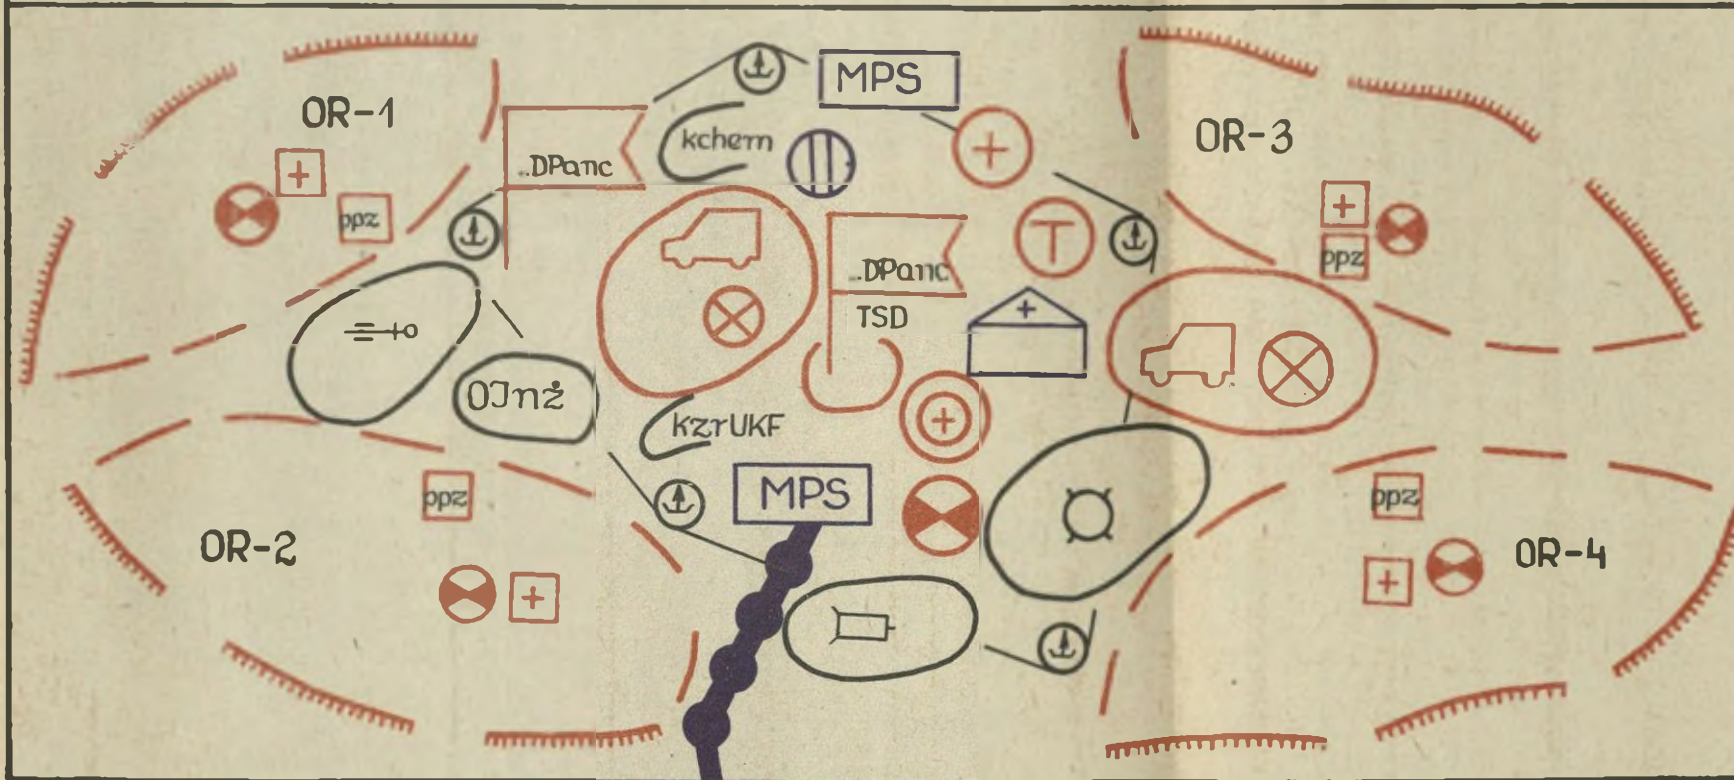 MPS
OR-1
kchem
OR-3
..DPanc
ppz
ppz
..DPanc
TSD
OJnż
kzrUKF
MPS
ppz
ppz
OR-2
OR-4